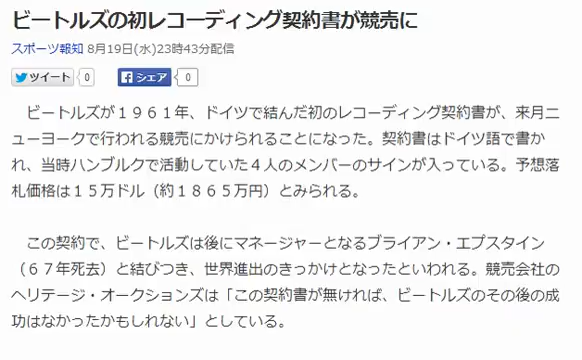 ビートルズの初レコーディング契約書が競売に
スポーツ報知 8月19日(水)23時43分配信
ツイート 0 シェア 0
ビートルズが１９６１年、ドイツで結んだ初のレコーディング契約書が、来月ニ
ューヨークで行われる競売にかけられることになった。契約書はドイツ語で書か
れ、当時ハンブルクで活動していた４人のメンバーのサインが入っている。予想落
札価格は１５万ドル（約１８６５万円）とみられる。
この契約で、ビートルズは後にマネージャーとなるブライアン・エプスタイン
（６７年死去）と結びつき、世界進出のきっかけとなったといわれる。競売会社の
ヘリテージ・オークションズは「この契約書が無ければ、ビートルズのその後の成
功はなかったかもしれない」としている。